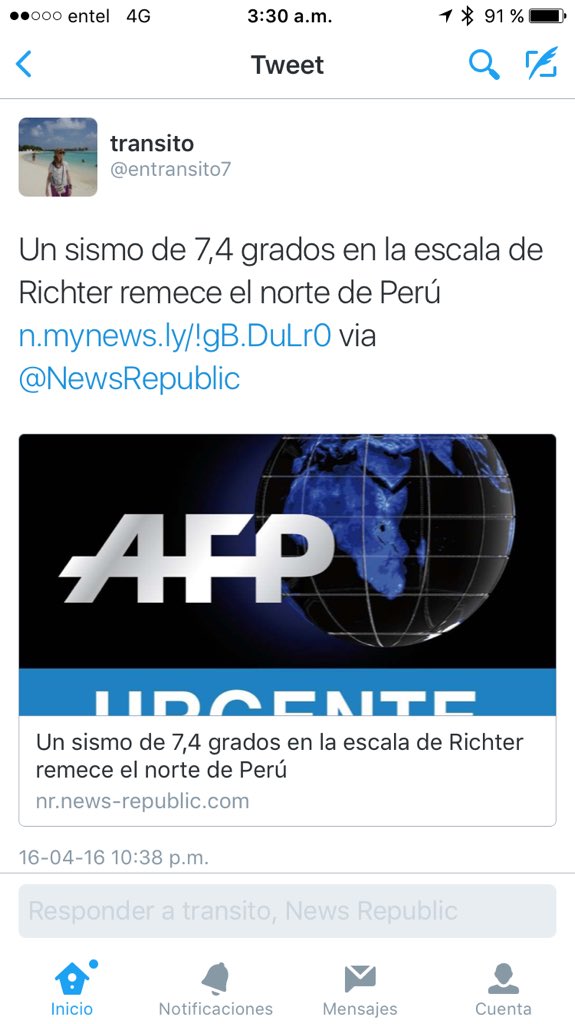 entel 4G 3:30 a.m. 91 %
Tweet
transito
@entransito7
Un sismo de 7,4 grados en la escala de
Richter remece el norte de Perú
n.mynews.ly/!gB.DuLr0 via
@NewsRepublic
AFP
URGENTE
Un sismo de 7,4 grados en la escala de Richter
remece el norte de Perú
nr.news-republic.com
16-04-16 10:38 p.m.
Responder a transito, News Republic
Inicio Notificaciones Mensajes Cuenta